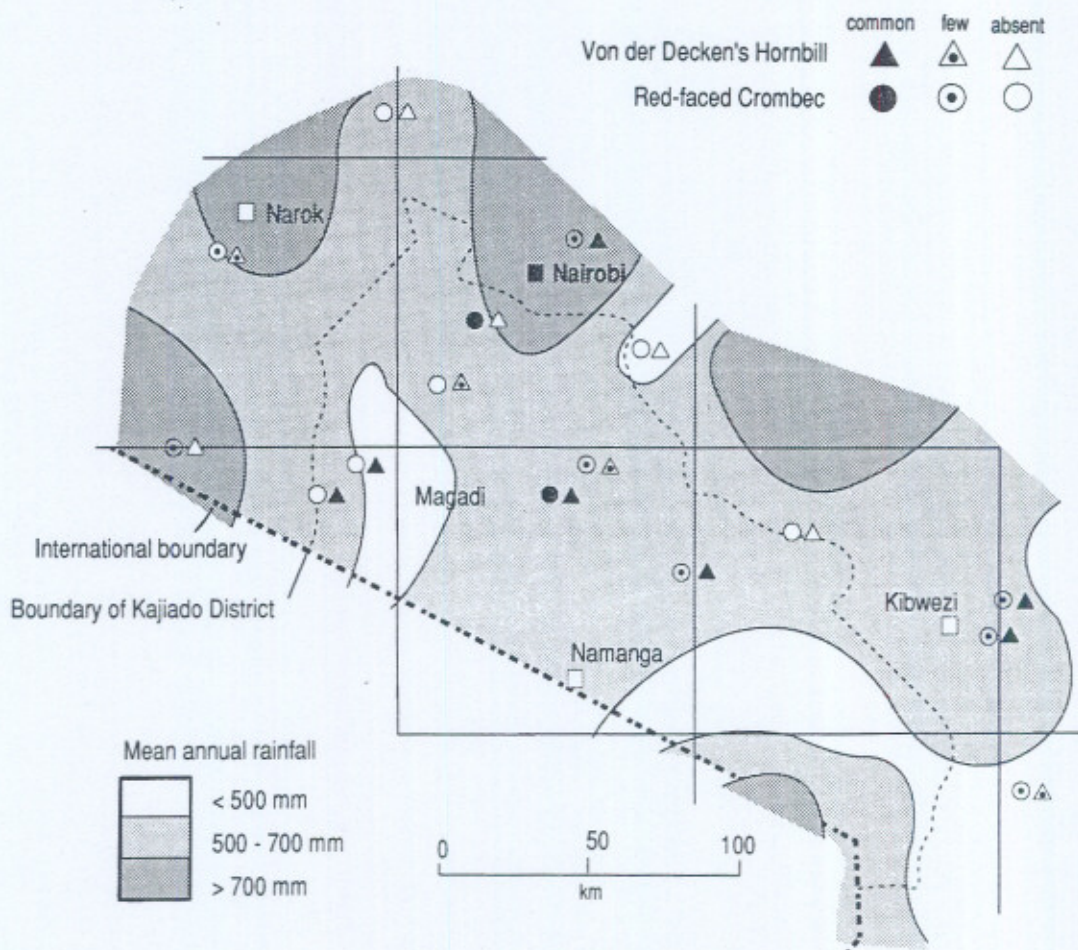 common few absent
Von der Decken's Hornbill
Red-faced Crombec
Narok
Nairobi
Magadi
International boundary
Boundary of Kajiado District
Kibwezi
Namanga
Mean annual rainfall
< 500 mm
500 - 700 mm
> 700 mm
0 50 100
km